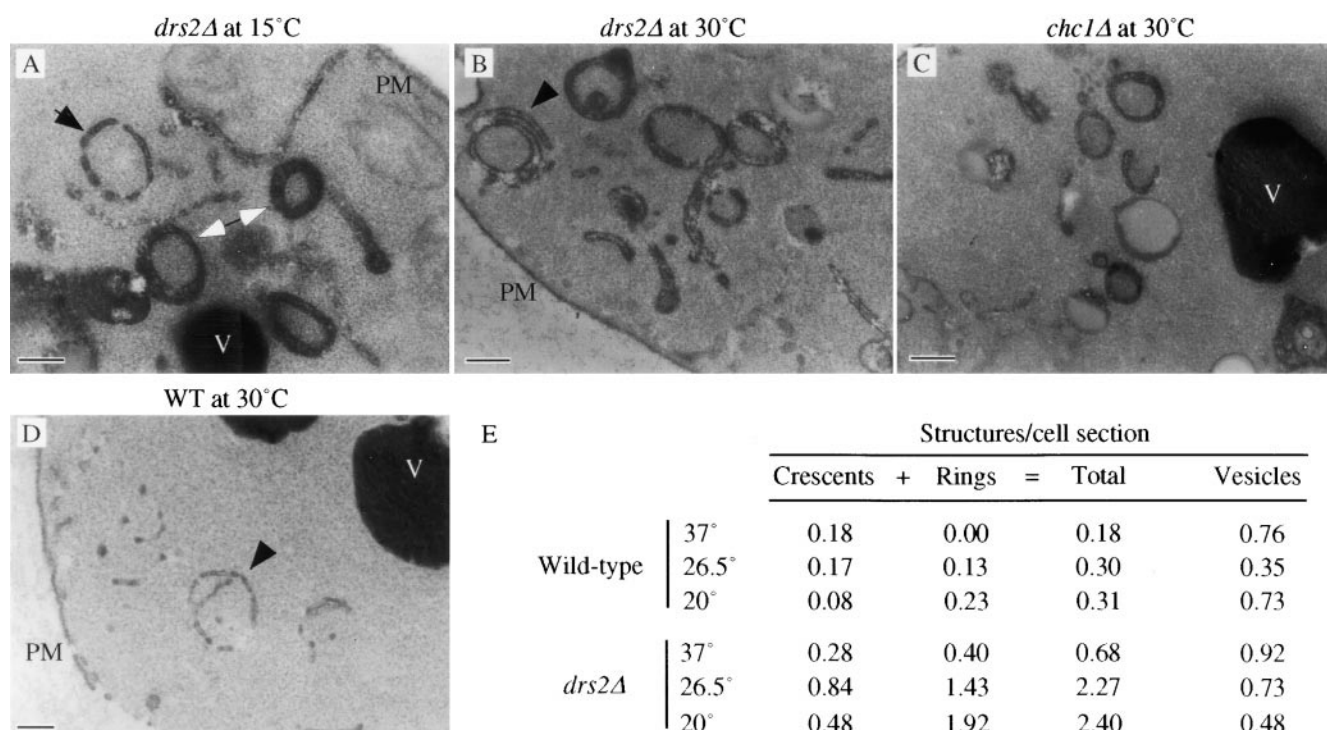 drs2Δ at 15˚C
drs2Δ at 30˚C
chc1Δ at 30˚C
A
PM
V
B
PM
C
V
WT at 30˚C
D
V
PM
E
Structures/cell section
Crescents + Rings = Total Vesicles
Wild-type
37˚ 0.18 0.00 0.18 0.76
26.5˚ 0.17 0.13 0.30 0.35
20˚ 0.08 0.23 0.31 0.73
drs2Δ
37˚ 0.28 0.40 0.68 0.92
26.5˚ 0.84 1.43 2.27 0.73
20˚ 0.48 1.92 2.40 0.48